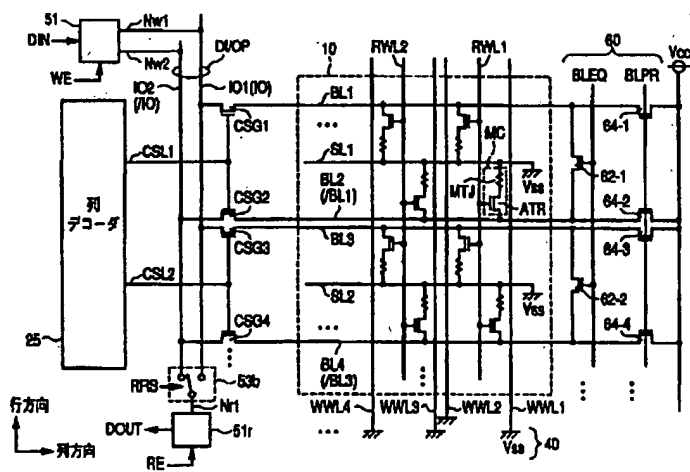 51
Nw1
DIN
Nw2
WE
DI/OP
IO2
(/IO)
IO1(IO)
10
RWL2
RWL1
60
BLEQ
BLPR
Vcc
BL1
CSG1
64-1
CSL1
SL1
MC
Vss
62-1
BL2
(/BL1)
MTJ
ATR
CSG2
64-2
列
デコーダ
CSG3
BL3
64-3
CSL2
SL2
Vss
62-2
25
CSG4
64-4
BL4
(/BL3)
RRS
53b
Nr1
行方向
列方向
DOUT
51r
RE
WWL4
WWL3
WWL2
WWL1
Vss
40